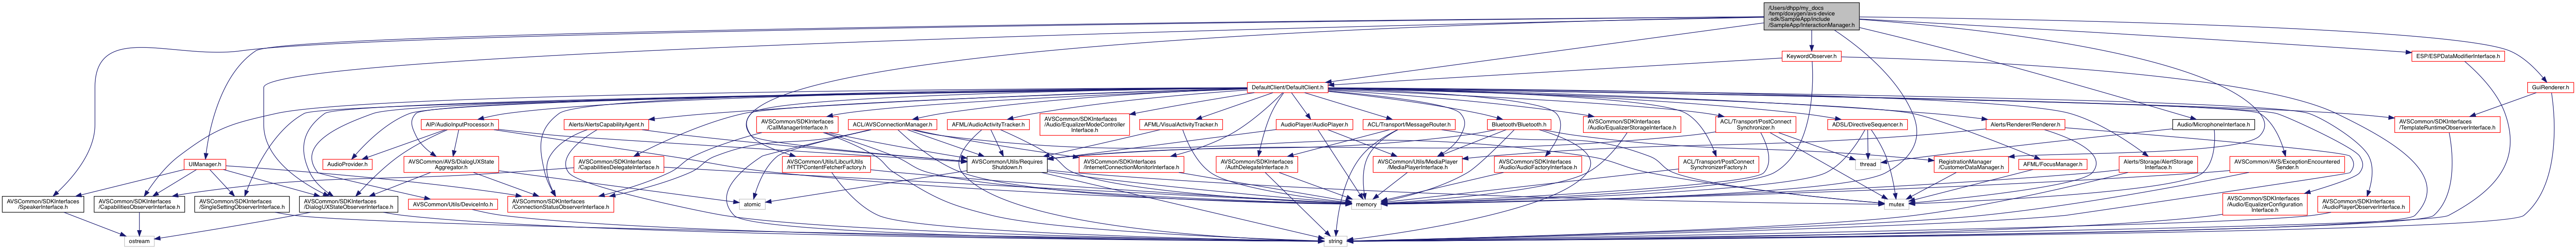 /Users/dhpp/my_docs
/temp/doxygen/avs-device
-sdk/SampleApp/include
/SampleApp/InteractionManager.h
KeywordObserver.h
ESP/ESPDataModifierInterface.h
DefaultClient/DefaultClient.h
GuiRenderer.h
AIP/AudioInputProcessor.h
Alerts/AlertsCapabilityAgent.h
AVSCommon/SDKInterfaces
/CallManagerInterface.h
ACL/AVSConnectionManager.h
AFML/AudioActivityTracker.h
AVSCommon/SDKInterfaces
/Audio/EqualizerModeController
Interface.h
AFML/VisualActivityTracker.h
AudioPlayer/AudioPlayer.h
ACL/Transport/MessageRouter.h
Bluetooth/Bluetooth.h
AVSCommon/SDKInterfaces
/Audio/EqualizerStorageInterface.h
ACL/Transport/PostConnect
Synchronizer.h
ADSL/DirectiveSequencer.h
Alerts/Renderer/Renderer.h
Audio/MicrophoneInterface.h
AVSCommon/SDKInterfaces
/TemplateRuntimeObserverInterface.h
UIManager.h
AudioProvider.h
AVSCommon/AVS/DialogUXState
Aggregator.h
AVSCommon/SDKInterfaces
/CapabilitiesDelegateInterface.h
AVSCommon/Utils/LibcurlUtils
/HTTPContentFetcherFactory.h
AVSCommon/Utils/Requires
Shutdown.h
AVSCommon/SDKInterfaces
/InternetConnectionMonitorInterface.h
AVSCommon/SDKInterfaces
/AuthDelegateInterface.h
AVSCommon/Utils/MediaPlayer
/MediaPlayerInterface.h
AVSCommon/SDKInterfaces
/Audio/AudioFactoryInterface.h
ACL/Transport/PostConnect
SynchronizerFactory.h
thread
RegistrationManager
/CustomerDataManager.h
AFML/FocusManager.h
Alerts/Storage/AlertStorage
Interface.h
AVSCommon/AVS/ExceptionEncountered
Sender.h
AVSCommon/SDKInterfaces
/SpeakerInterface.h
AVSCommon/SDKInterfaces
/CapabilitiesObserverInterface.h
AVSCommon/SDKInterfaces
/SingleSettingObserverInterface.h
AVSCommon/SDKInterfaces
/DialogUXStateObserverInterface.h
AVSCommon/Utils/DeviceInfo.h
AVSCommon/SDKInterfaces
/ConnectionStatusObserverInterface.h
atomic
memory
mutex
AVSCommon/SDKInterfaces
/Audio/EqualizerConfiguration
Interface.h
AVSCommon/SDKInterfaces
/AudioPlayerObserverInterface.h
ostream
string